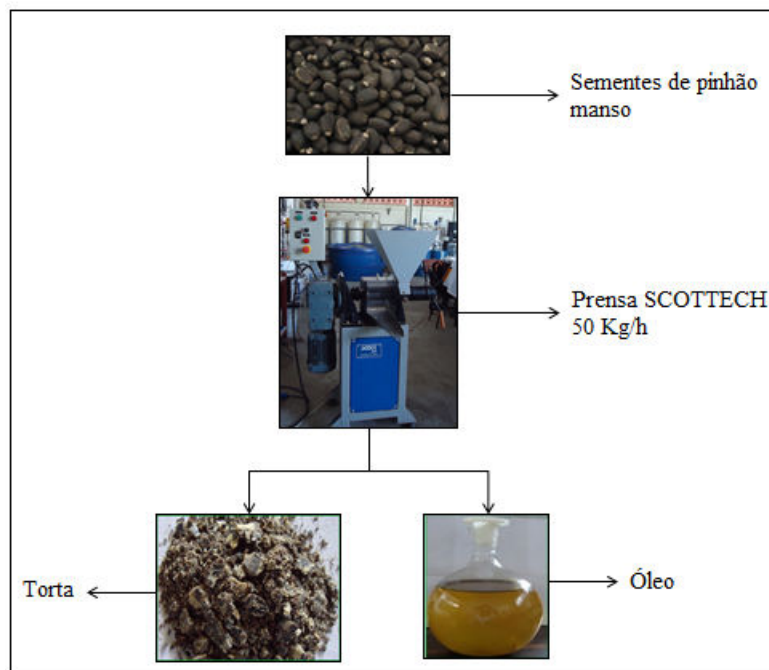 Sementes de pinhão
manso
Prensa SCOTTECH
50 Kg/h
Torta
Óleo